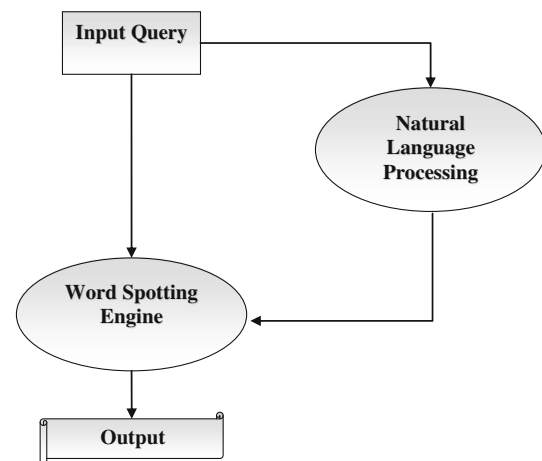 Input Query
Natural
Language
Processing
Word Spotting
Engine
Output